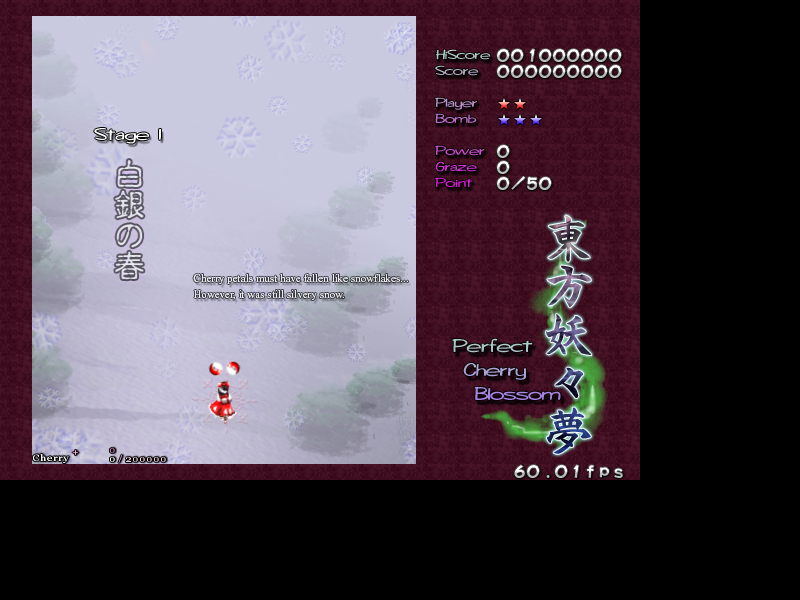 Stage 1
白銀の春
Cherry petals must have fallen like snowflakes...
However, it was still silvery snow.
Cherry +
0
0/200000
HiScore 001000000
Score 000000000
Player ★★
Bomb ★★★
Power 0
Graze 0
Point 0/50
東方妖々夢
Perfect
Cherry
Blossom
60.01fps